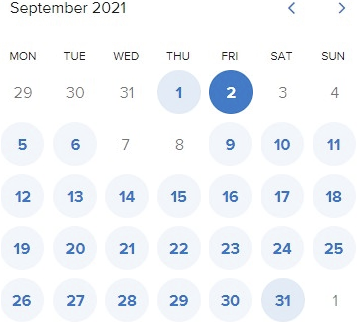 September 2021
MON TUE WED THU FRI SAT SUN
29 30 31 1 2 3 4
5 6 7 8 9 10 11
12 13 14 15 16 17 18
19 20 21 22 23 24 25
26 27 28 29 30 31 1